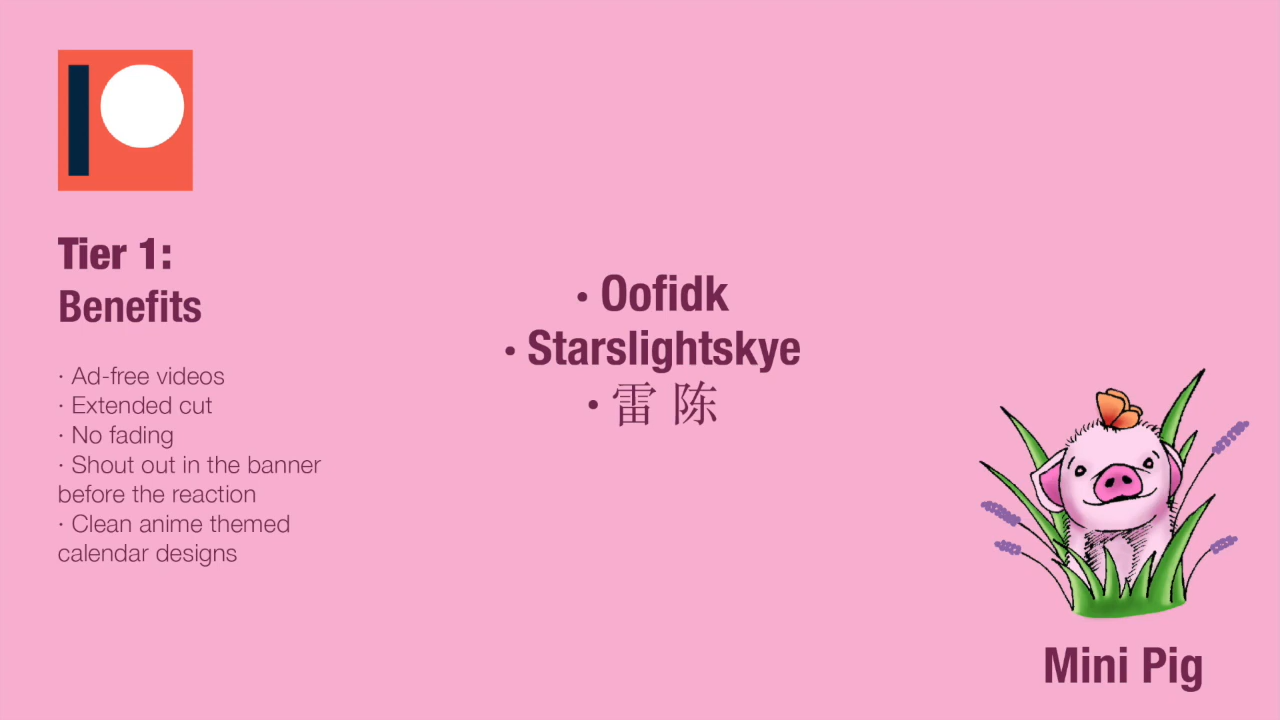 Tier 1:
Benefits
· Ad-free videos
· Extended cut
· No fading
· Shout out in the banner
before the reaction
· Clean anime themed
calendar designs
• Oofidk
• Starslightskye
• 雷 陈
Mini Pig